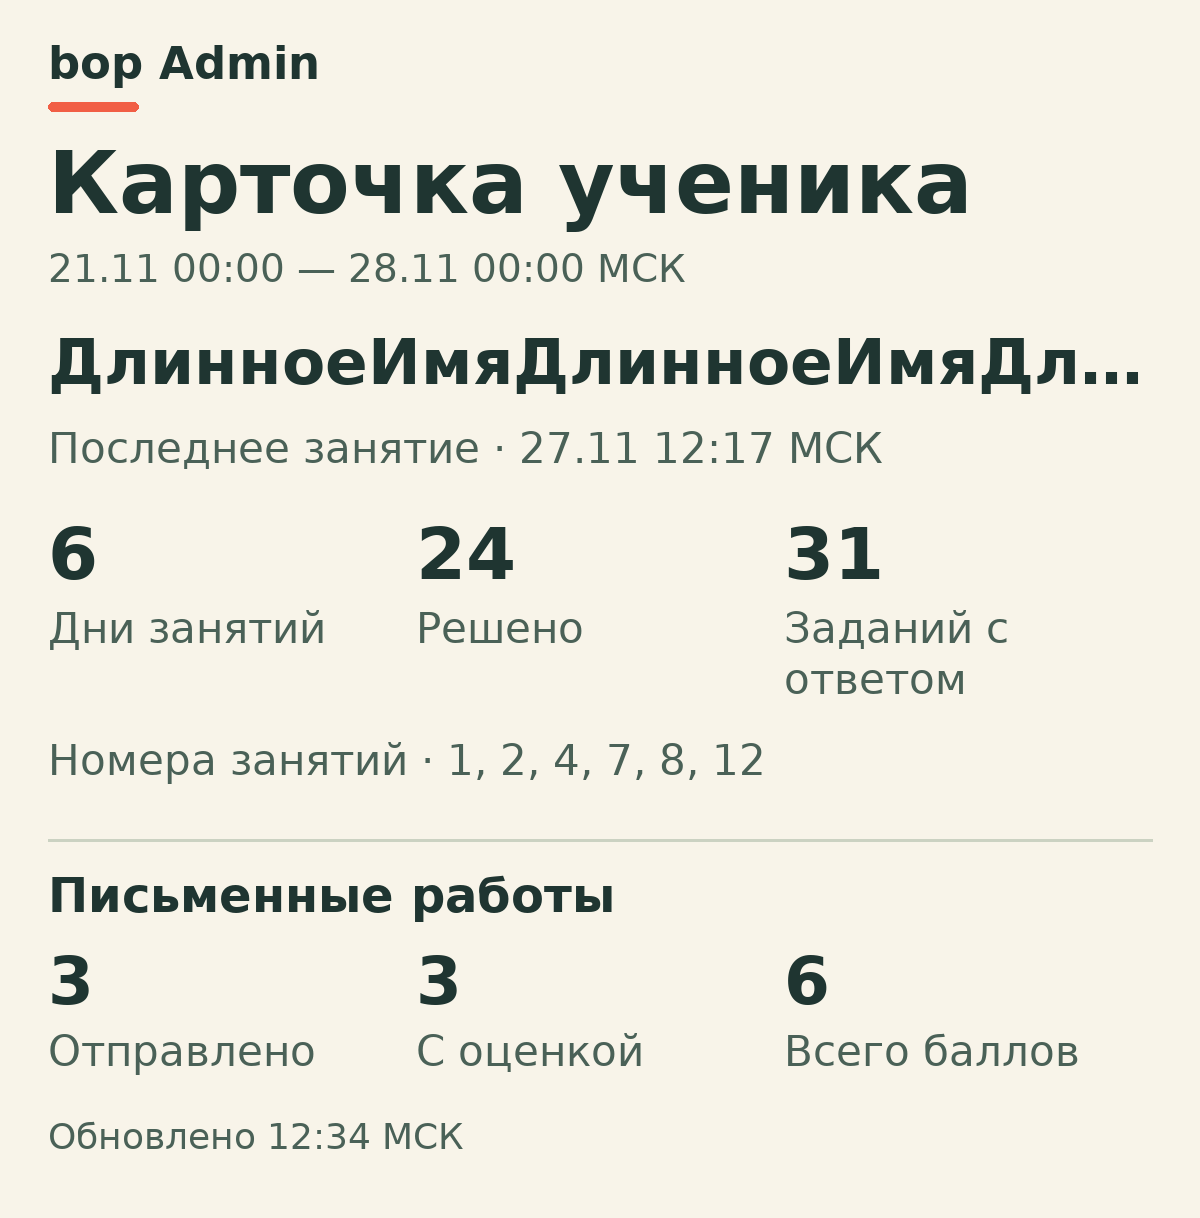 bop Admin
Карточка ученика
21.11 00:00 — 28.11 00:00 МСК
ДлинноеИмяДлинноеИмяДл…
Последнее занятие · 27.11 12:17 МСК
6 24 31
Дни занятий Решено Заданий с
ответом
Номера занятий · 1, 2, 4, 7, 8, 12
Письменные работы
3 3 6
Отправлено С оценкой Всего баллов
Обновлено 12:34 МСК